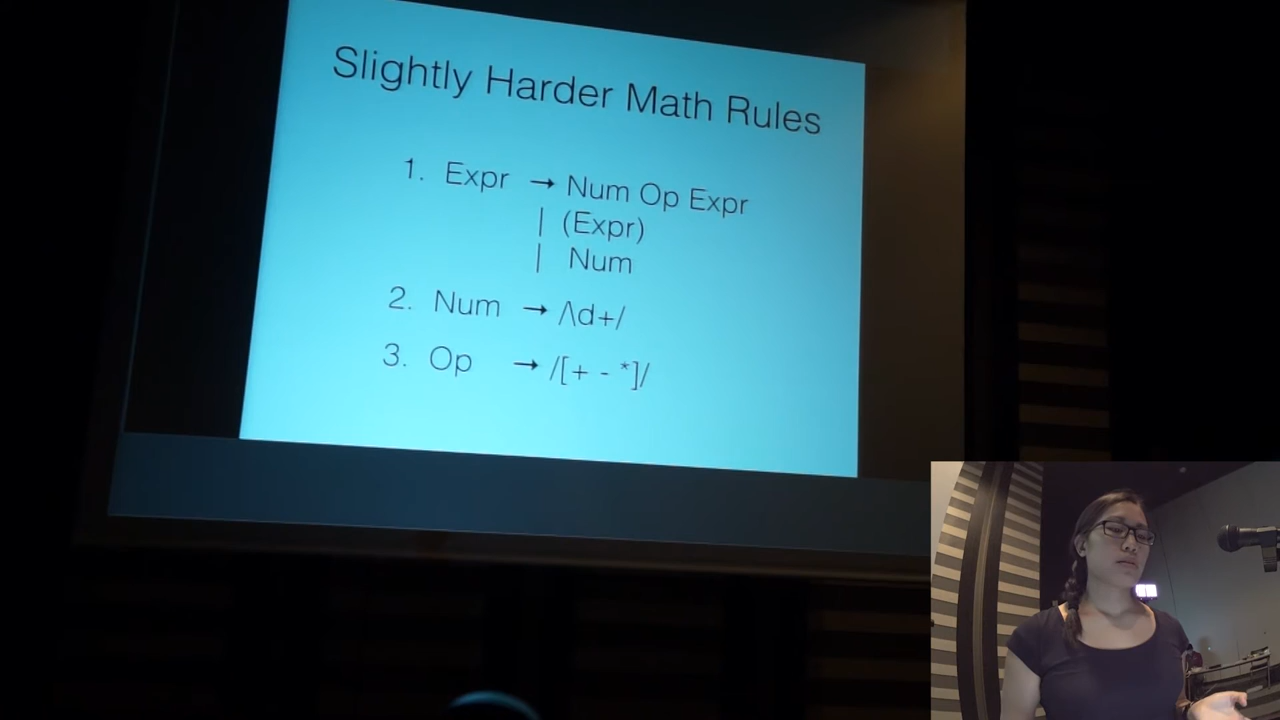 Slightly Harder Math Rules
1. Expr → Num Op Expr
| (Expr)
| Num
2. Num → /\d+/
3. Op → /[+ - *]/